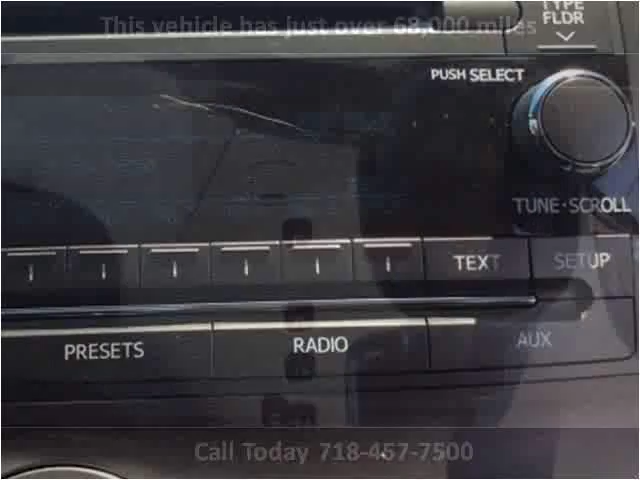 This vehicle has just over 68,000 miles
TYPE
FLDR
PUSH SELECT
TUNE·SCROLL
TEXT
SETUP
PRESETS
RADIO
AUX
Call Today 718-457-7500